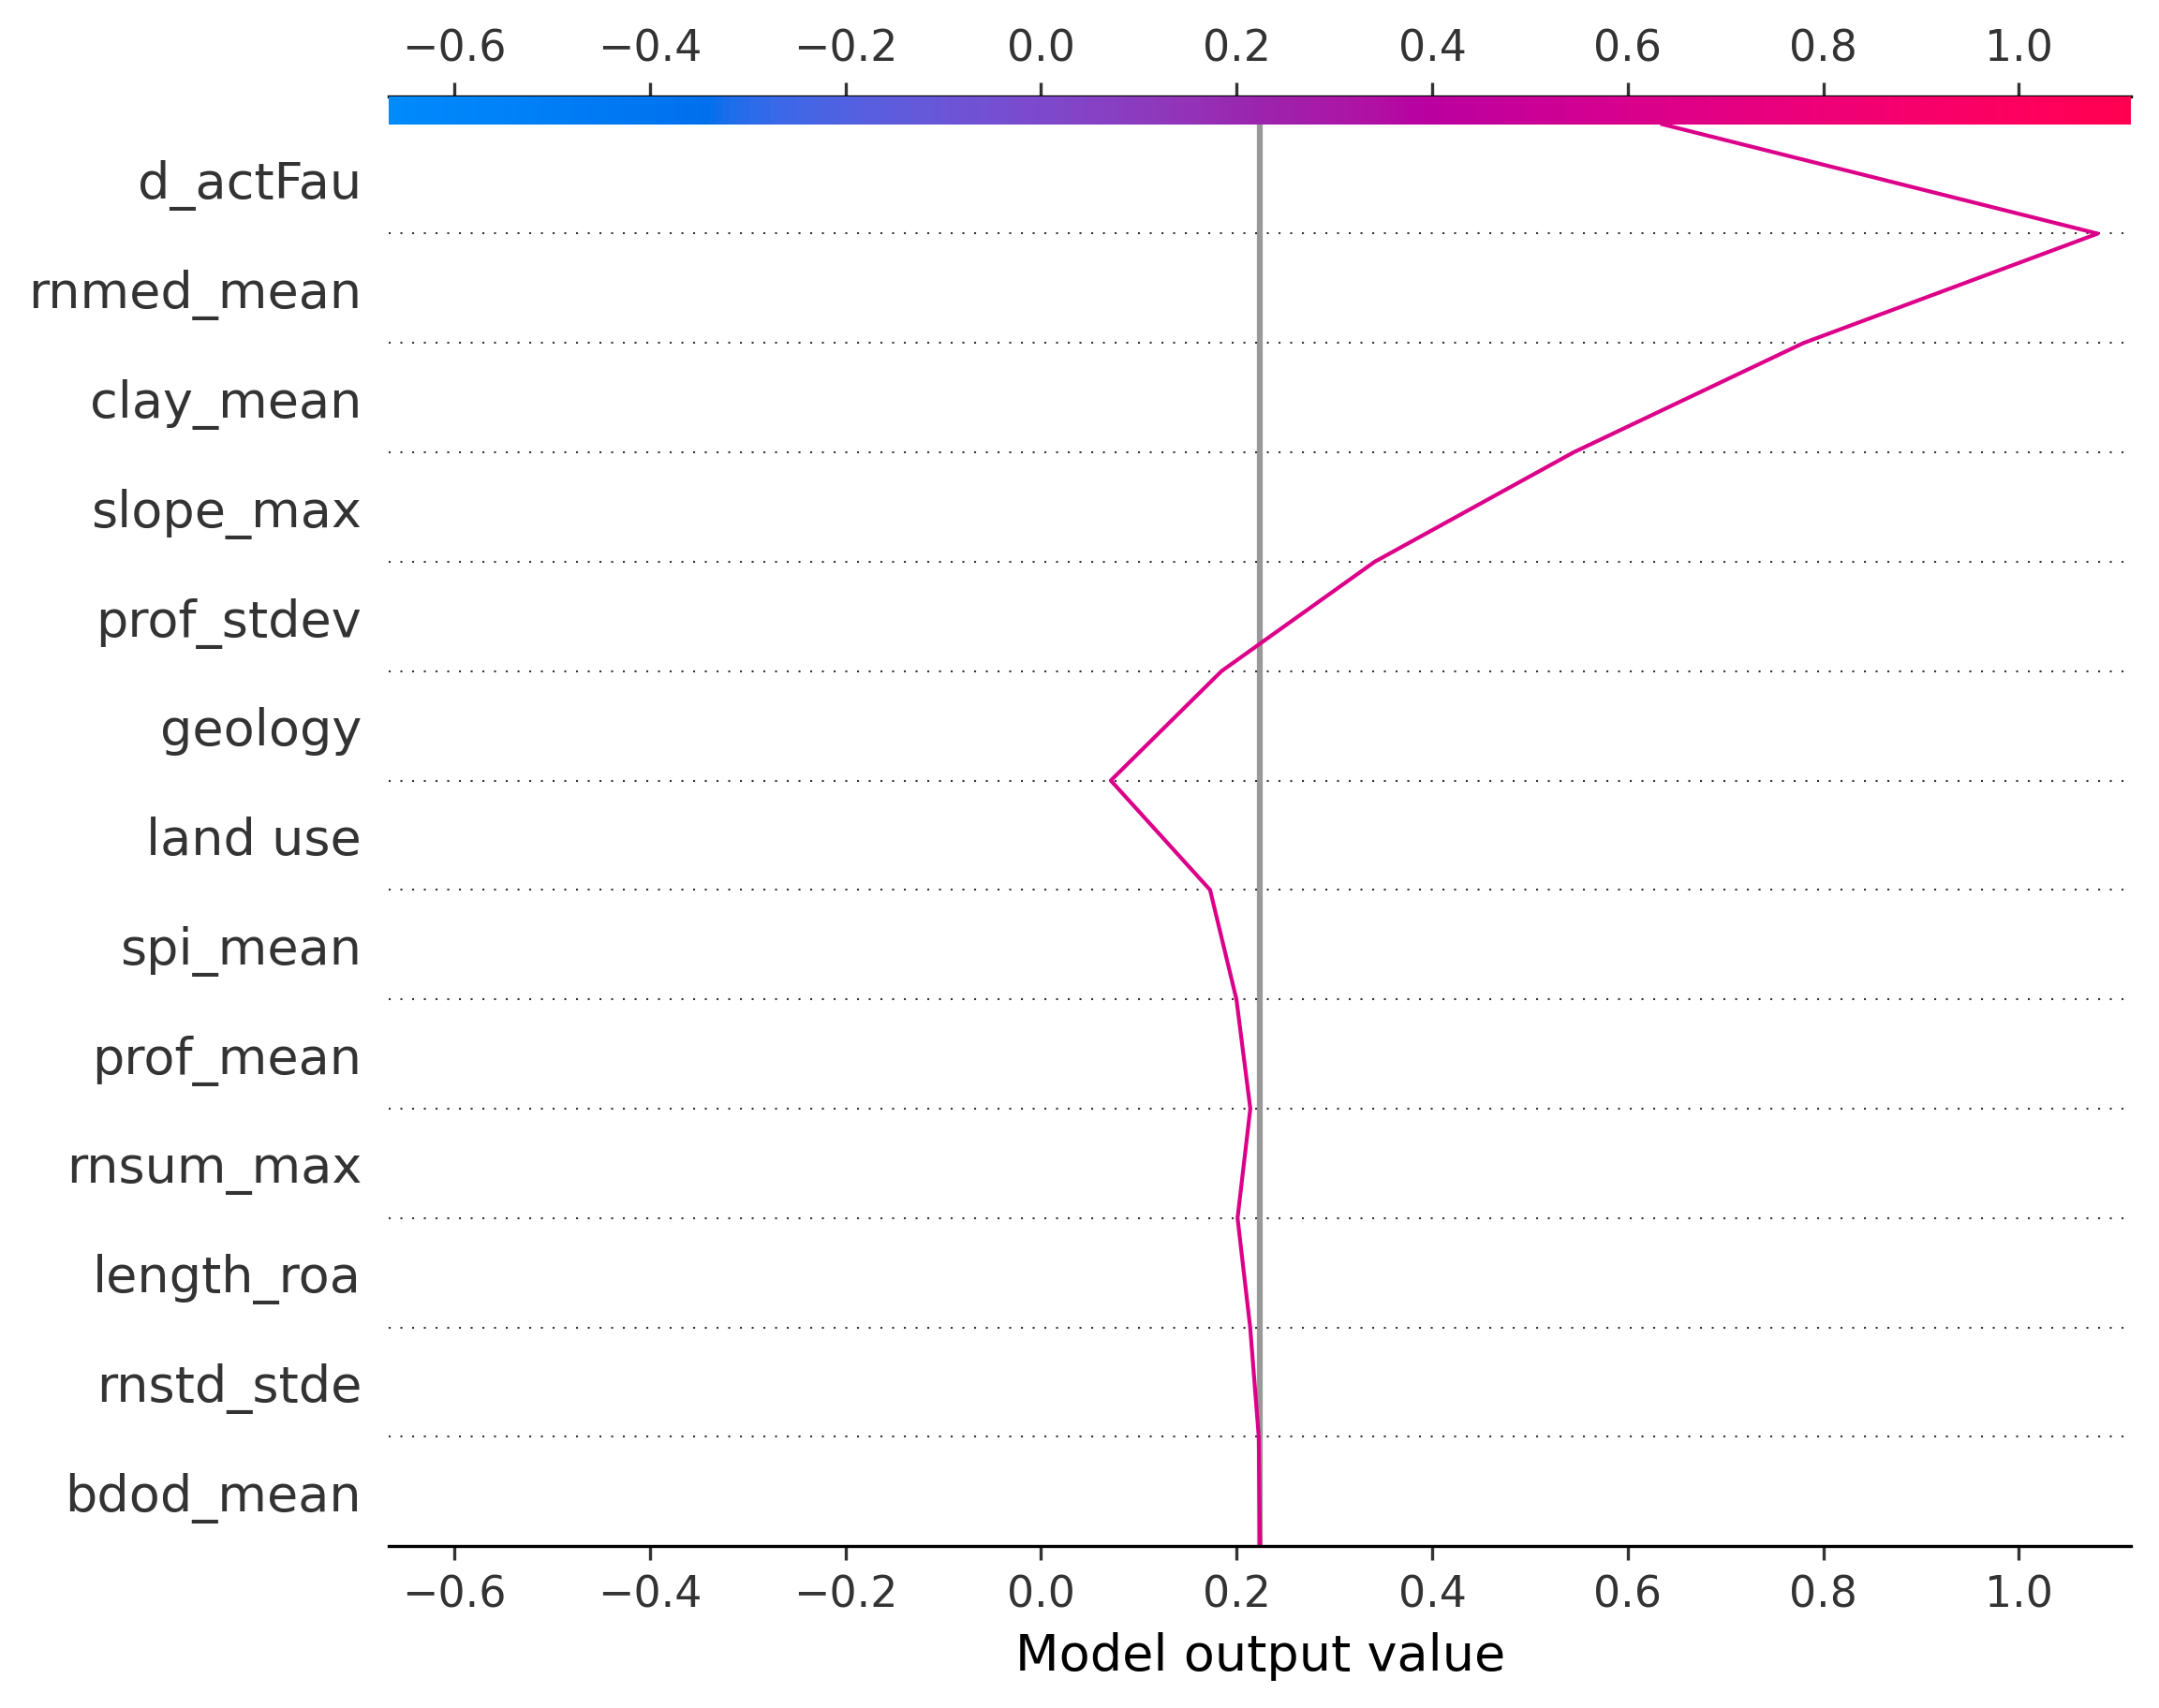 −0.6 −0.4 −0.2 0.0 0.2 0.4 0.6 0.8 1.0
d_actFau
rnmed_mean
clay_mean
slope_max
prof_stdev
geology
land use
spi_mean
prof_mean
rnsum_max
length_roa
rnstd_stde
bdod_mean
−0.6 −0.4 −0.2 0.0 0.2 0.4 0.6 0.8 1.0
Model output value